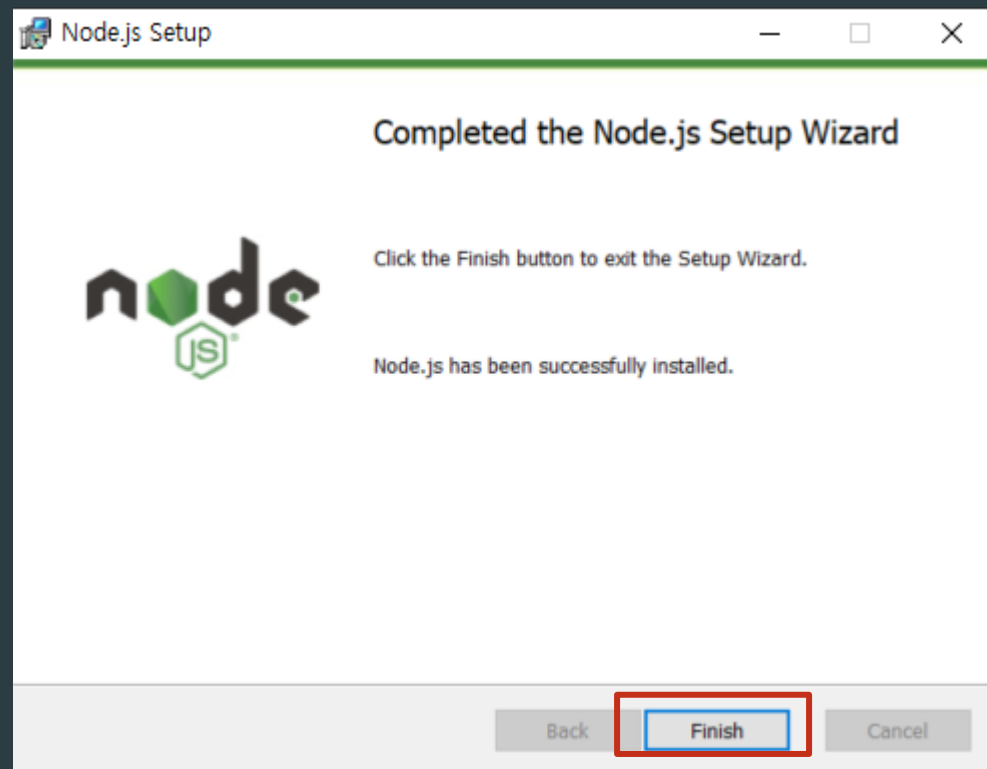 Node.js Setup
Completed the Node.js Setup Wizard
Click the Finish button to exit the Setup Wizard.
node
JS
Node.js has been successfully installed.
Back
Finish
Cancel